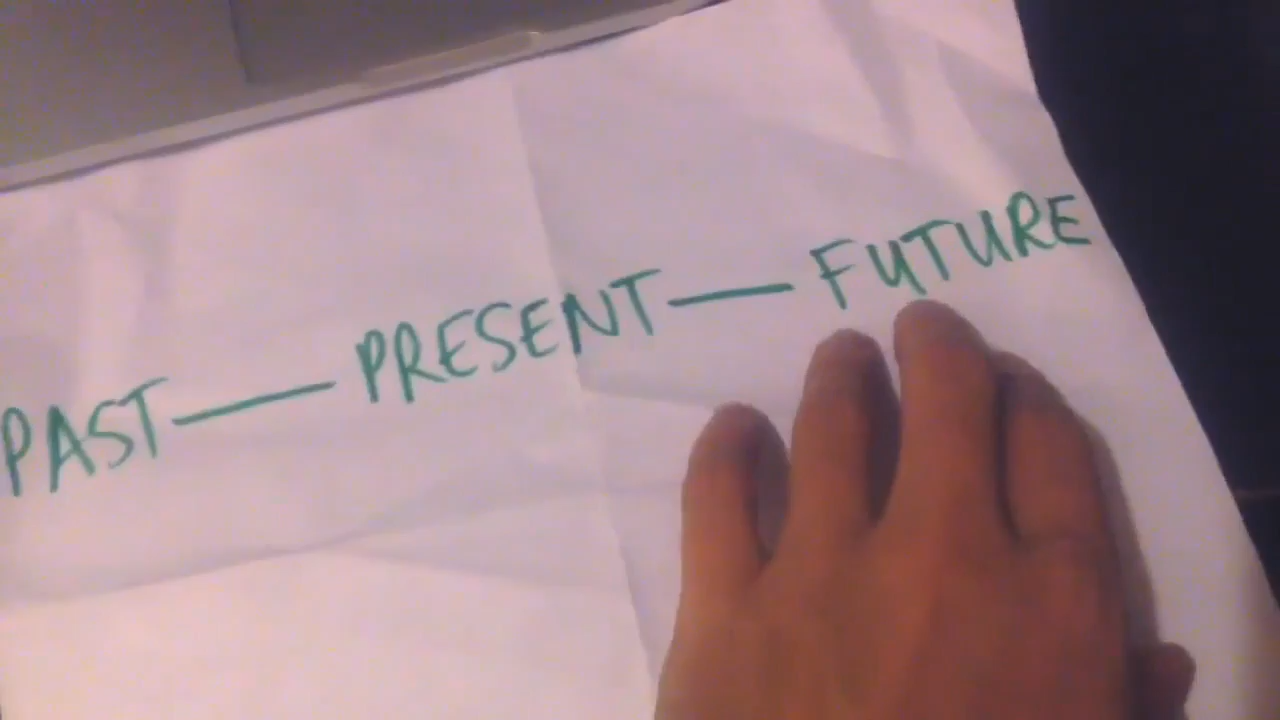 PAST — PRESENT — FUTURE